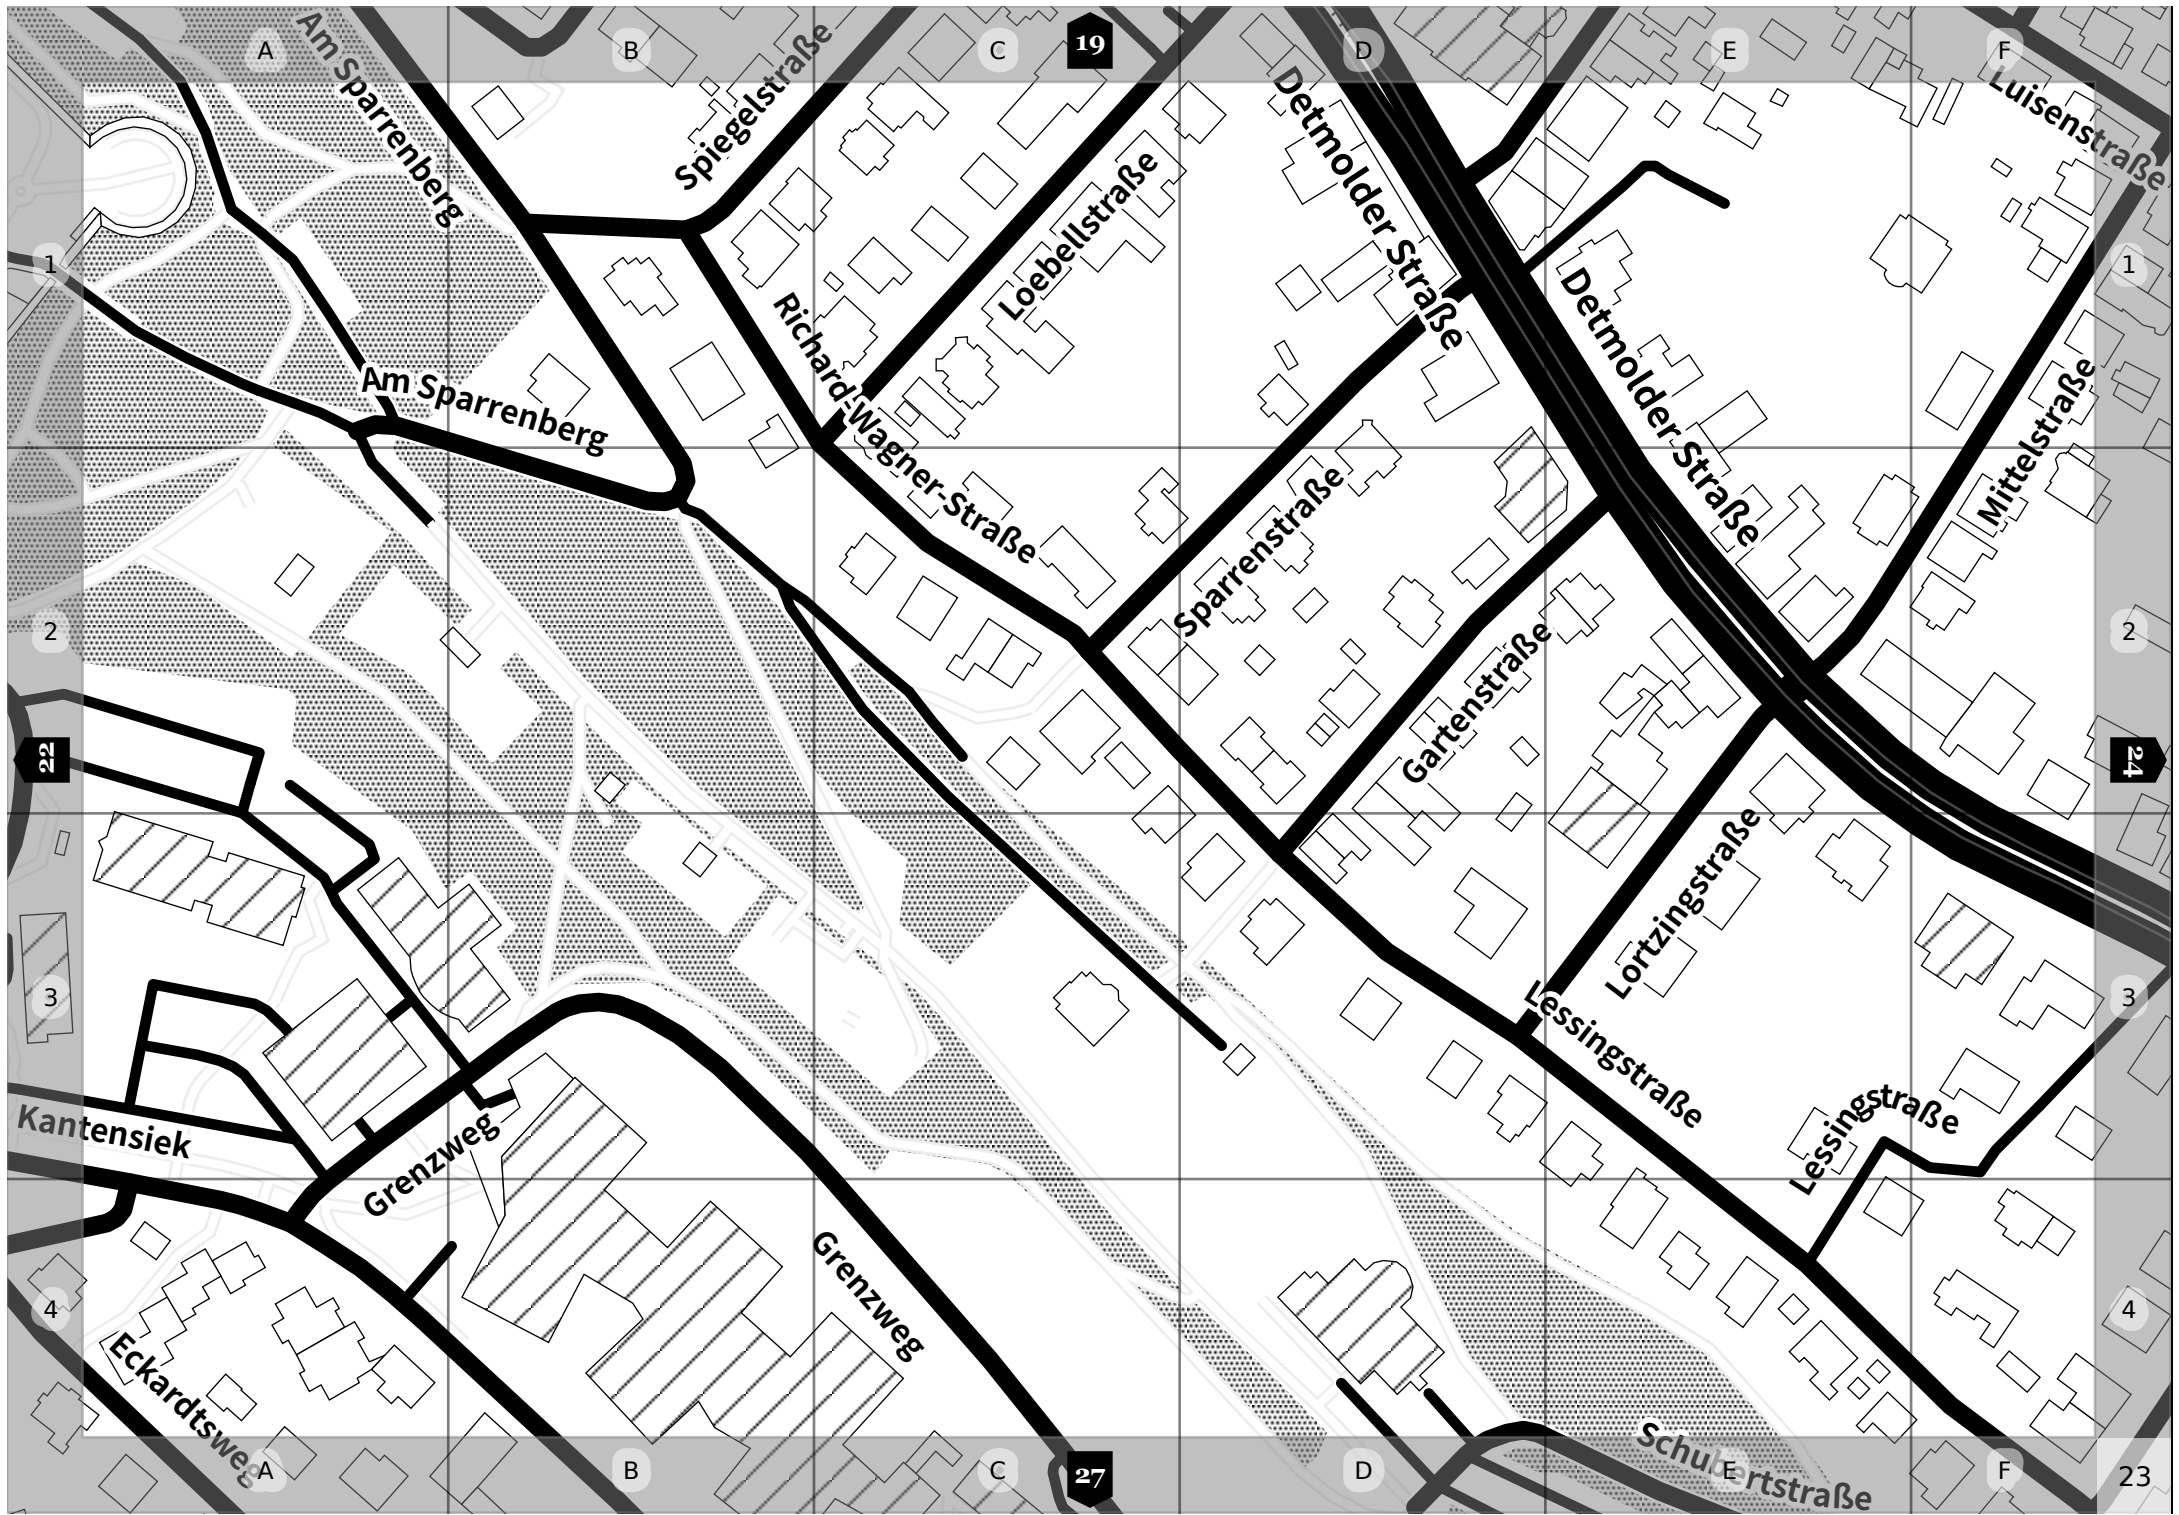 A
B
C
19
D
E
F
Am Sparrenberg
Spiegelstraße
Detmolder Straße
Luisenstraße
1
Loebellstraße
1
Detmolder Straße
Richard-Wagner-Straße
Am Sparrenberg
Mittelstraße
Sparrenstraße
2
Gartenstraße
2
22
24
Lortzingstraße
3
Lessingstraße
3
Kantensiek
Grenzweg
Lessingstraße
Grenzweg
4
4
Eckardtsweg
Schubertstraße
A
B
C
27
D
E
F
23